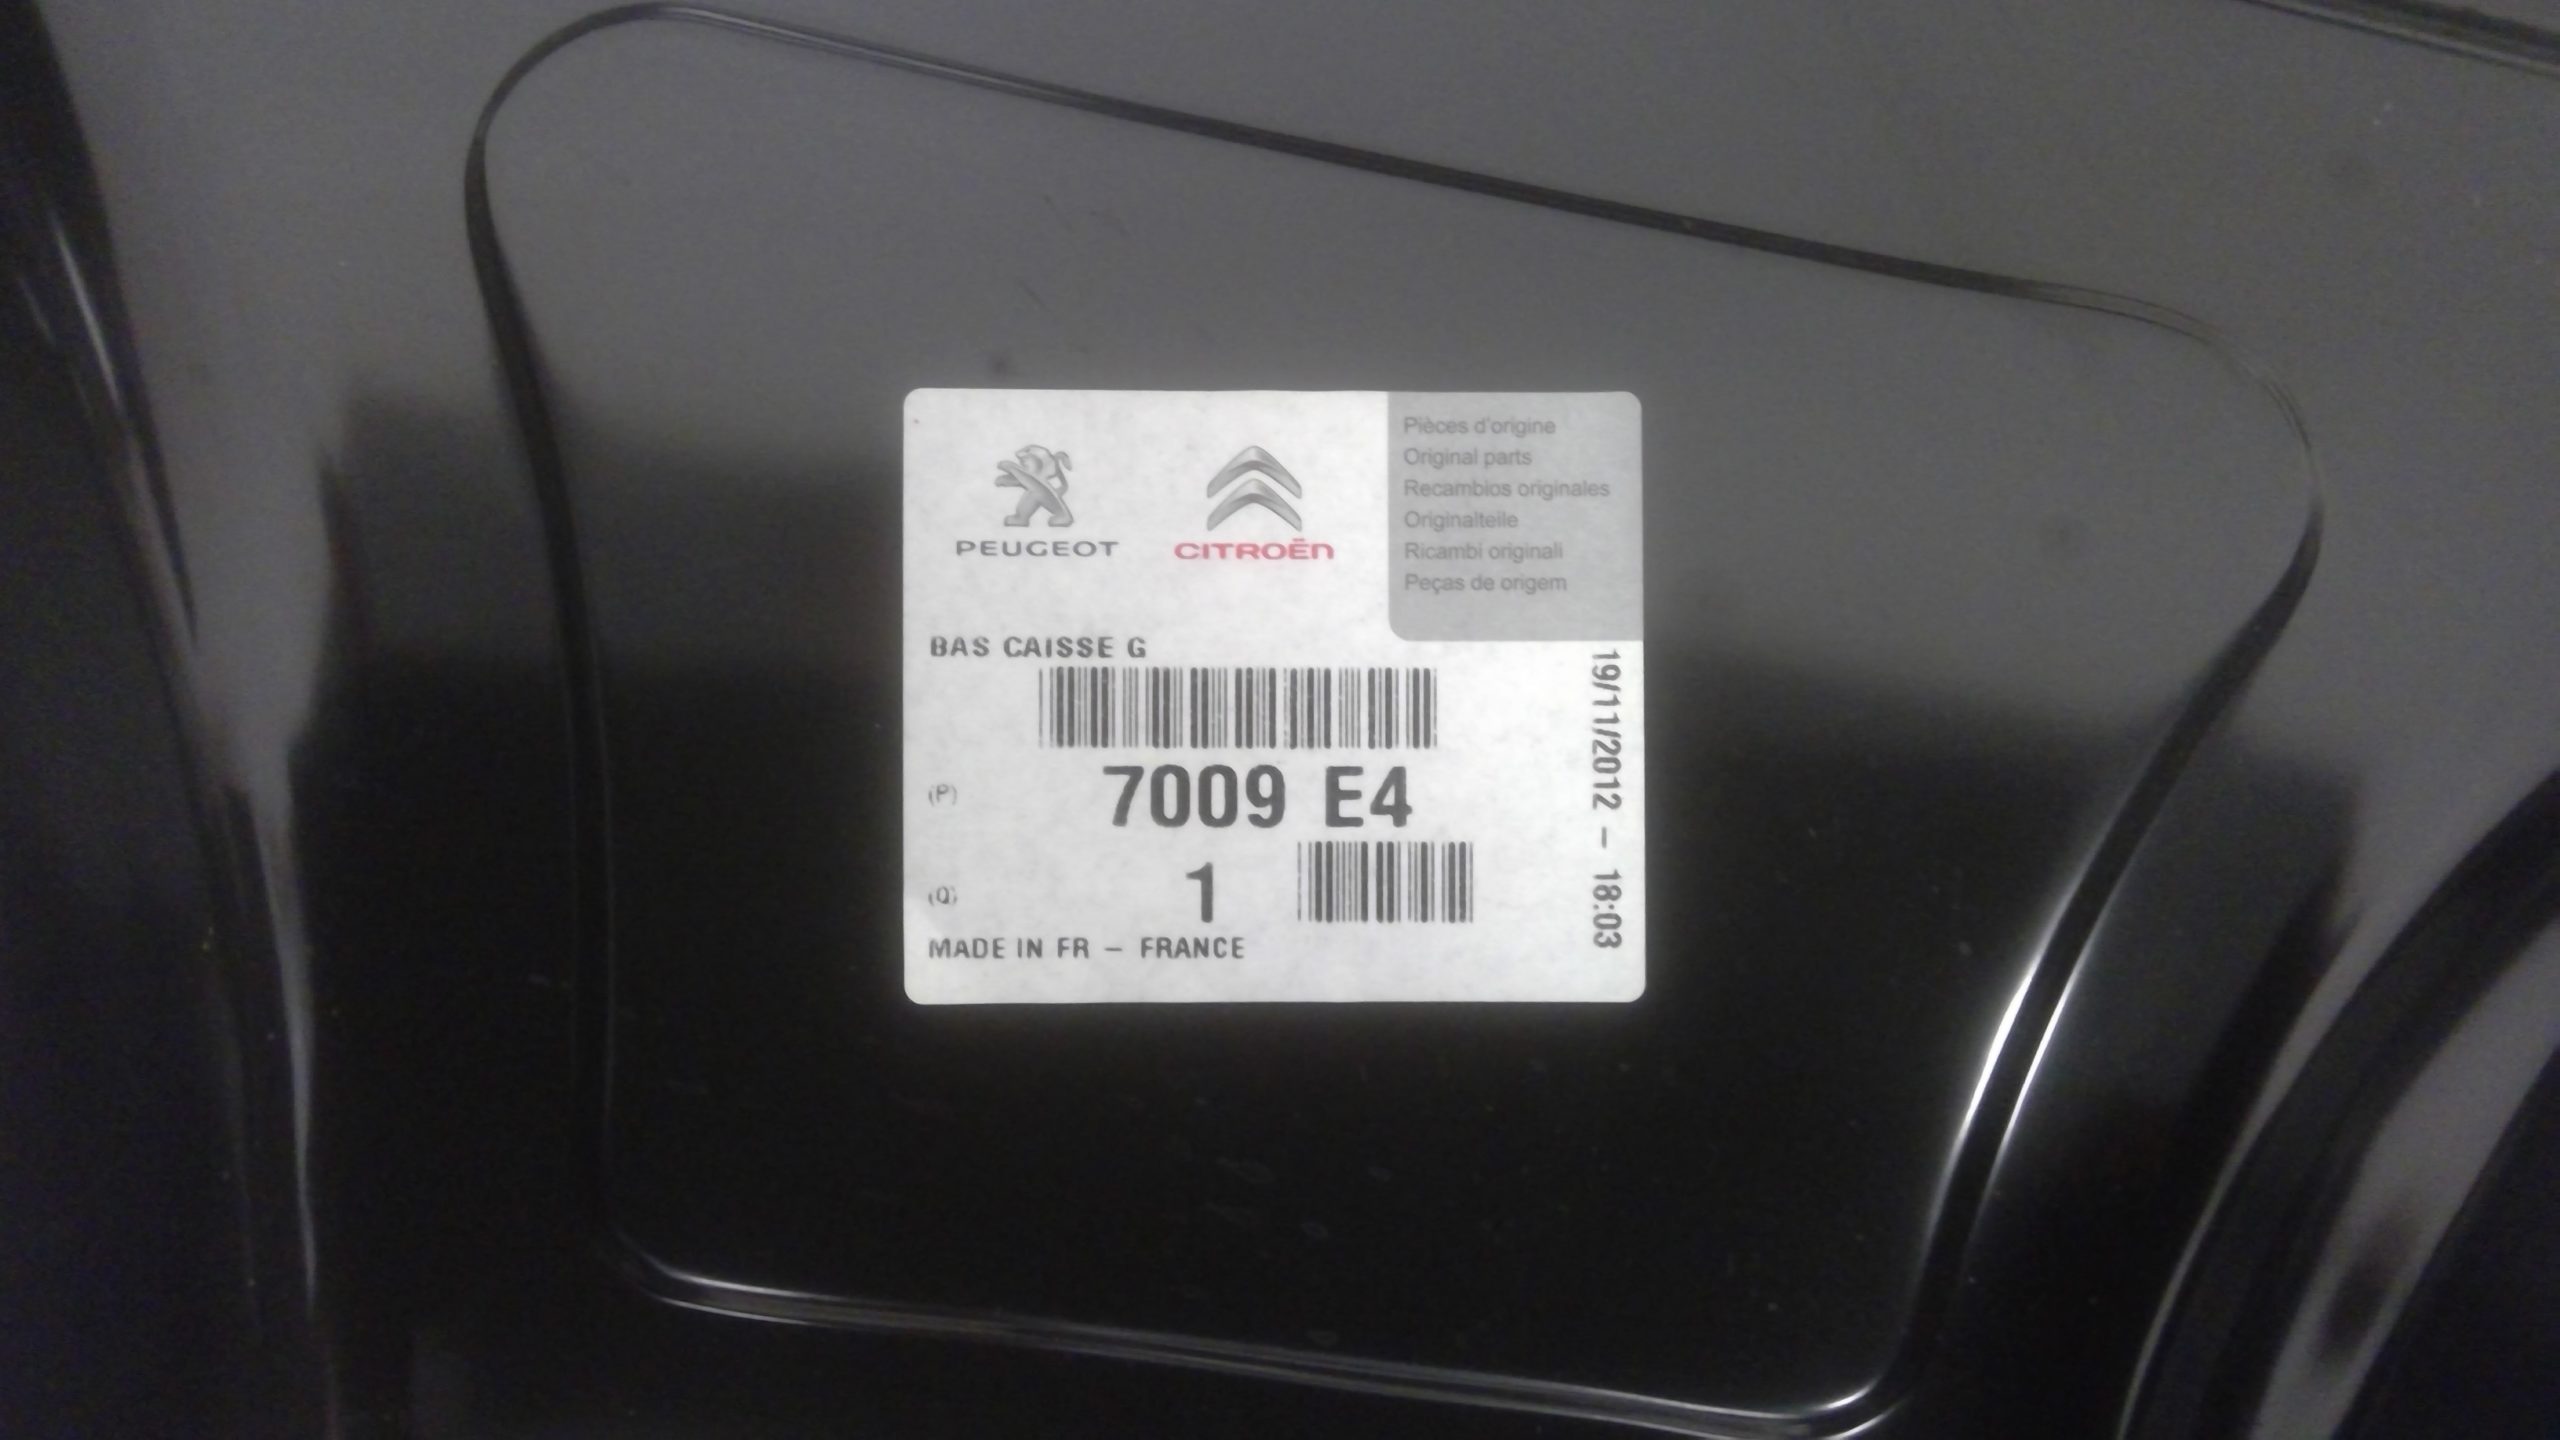 PEUGEOT
CITROËN
Pièces d'origine
Original parts
Recambios originales
Originalteile
Ricambi originali
Peças de origem
BAS CAISSE G
(P) 7009 E4
(Q) 1
MADE IN FR - FRANCE
19/11/2012 - 18:03